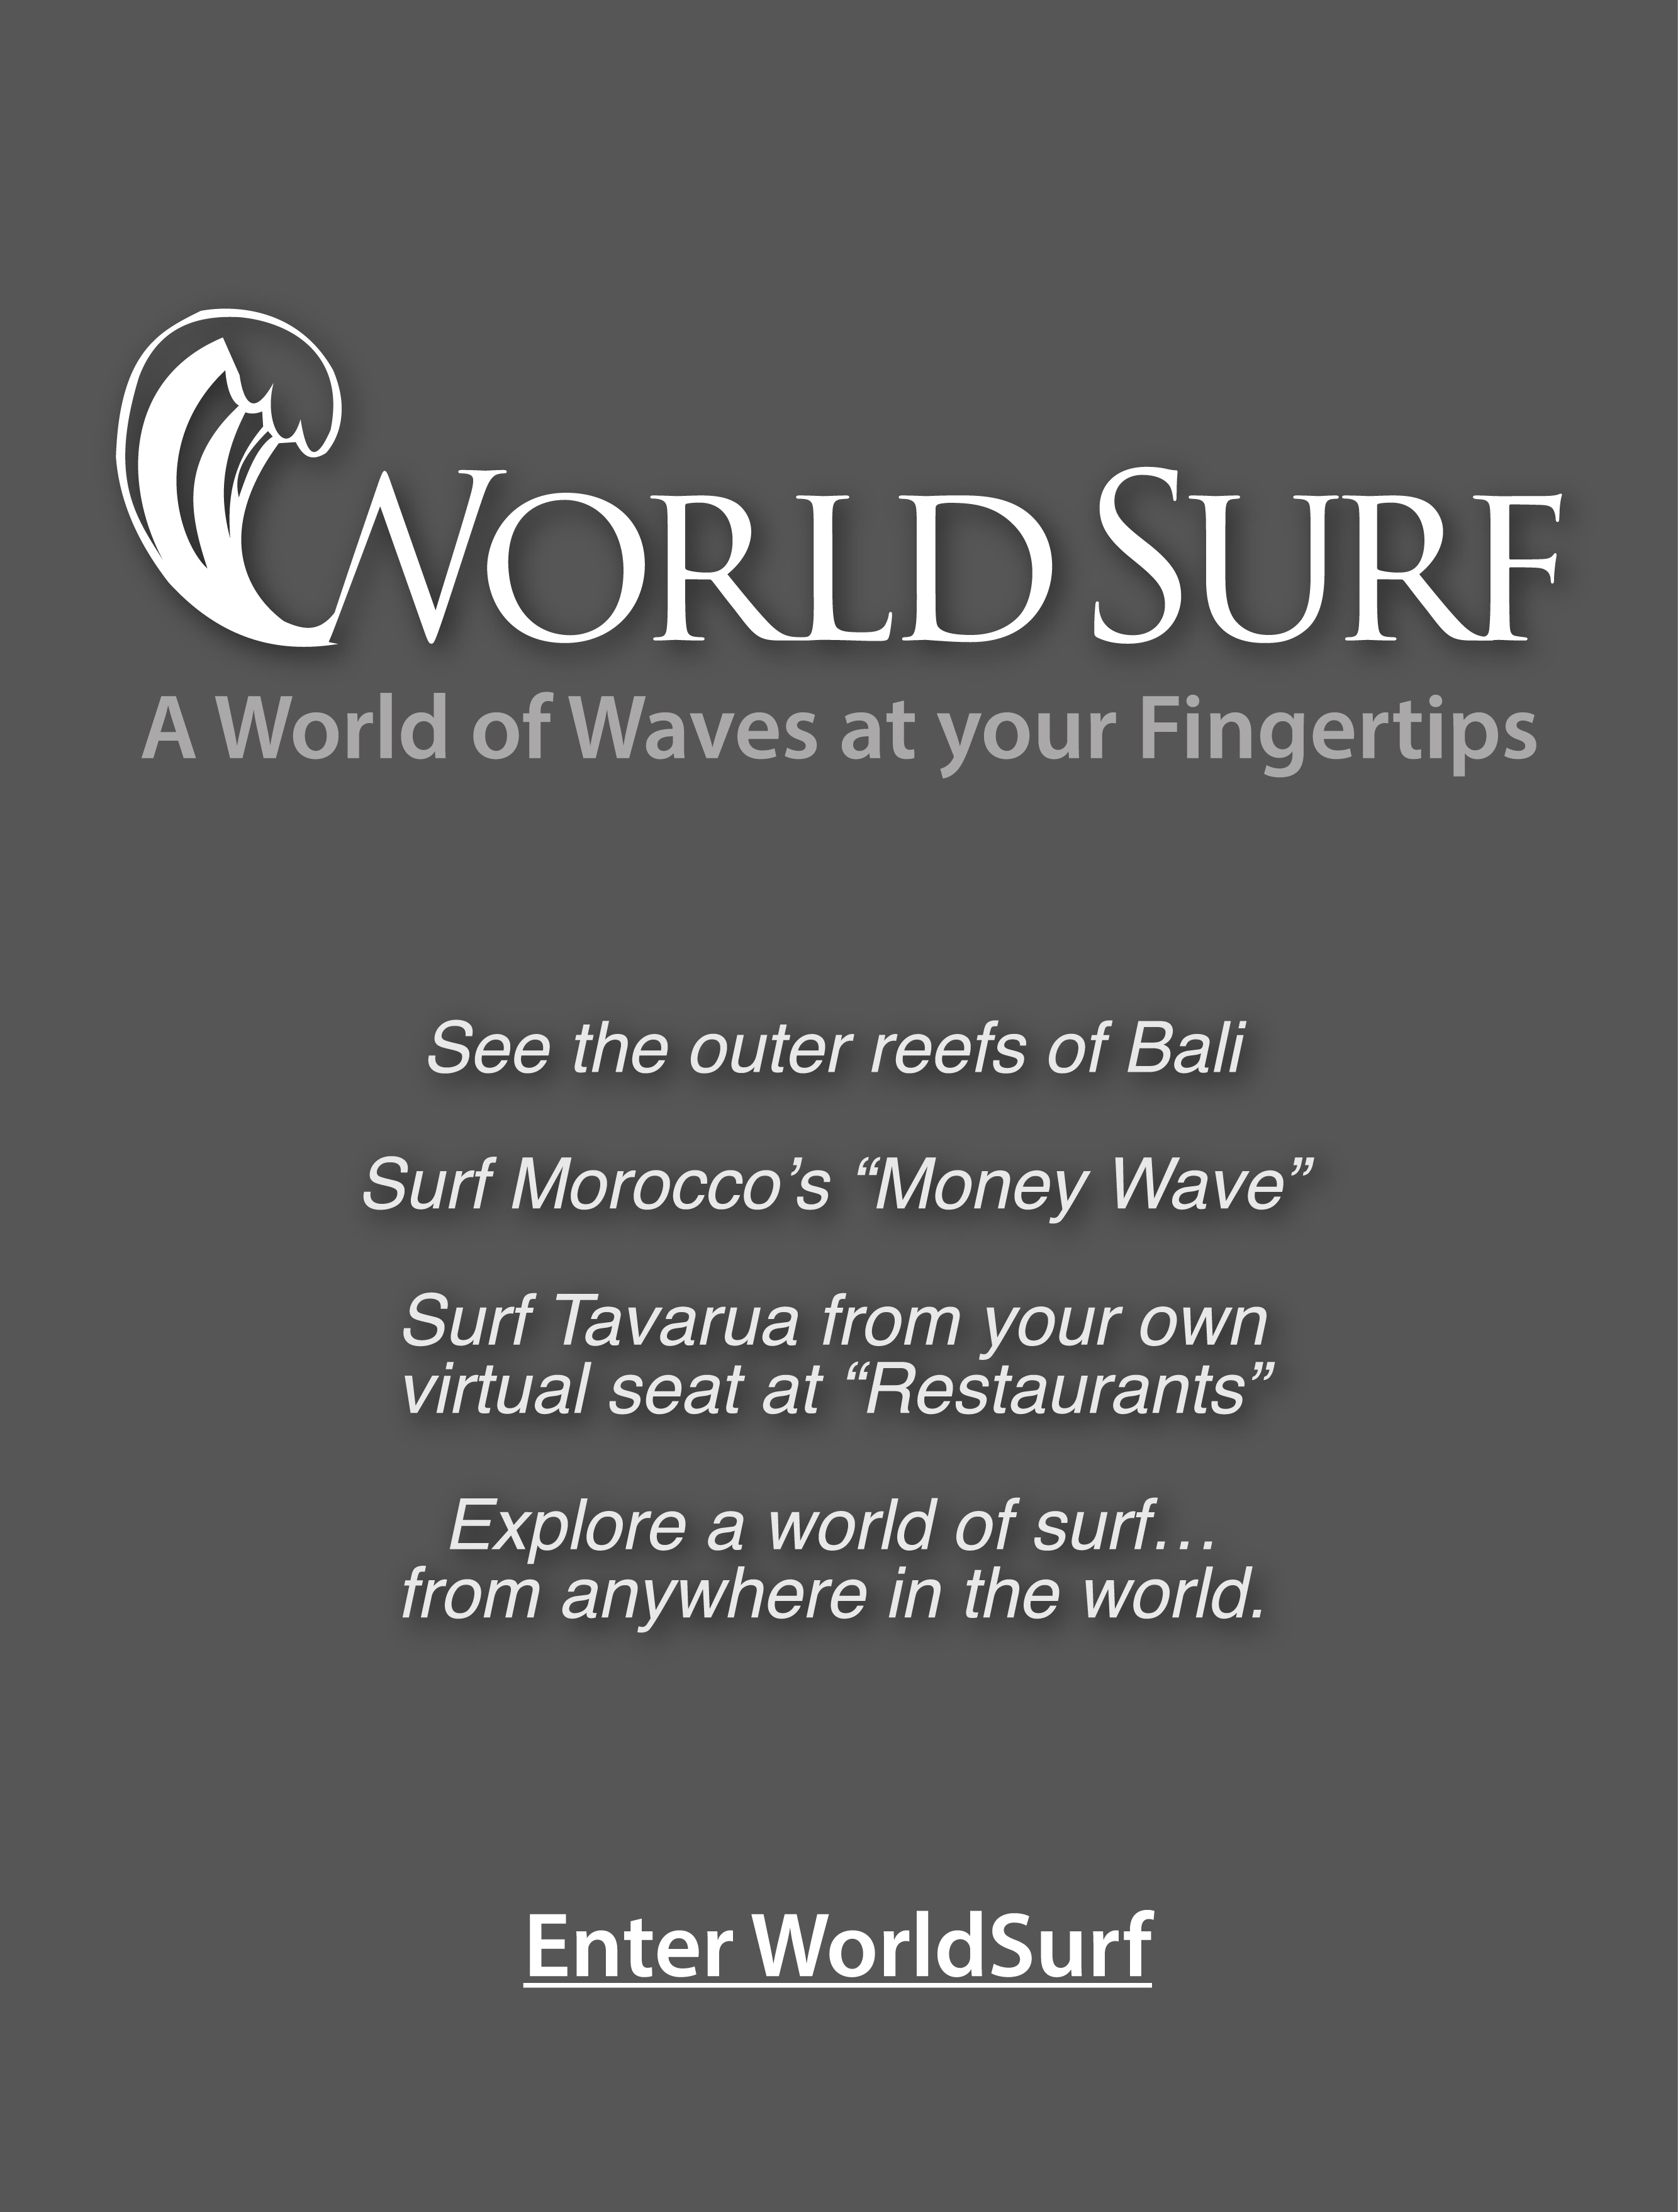 WORLD SURF
A World of Waves at your Fingertips
See the outer reefs of Bali
Surf Morocco’s “Money Wave”
Surf Tavarua from your own
virtual seat at “Restaurants”
Explore a world of surf…
from anywhere in the world.
Enter WorldSurf